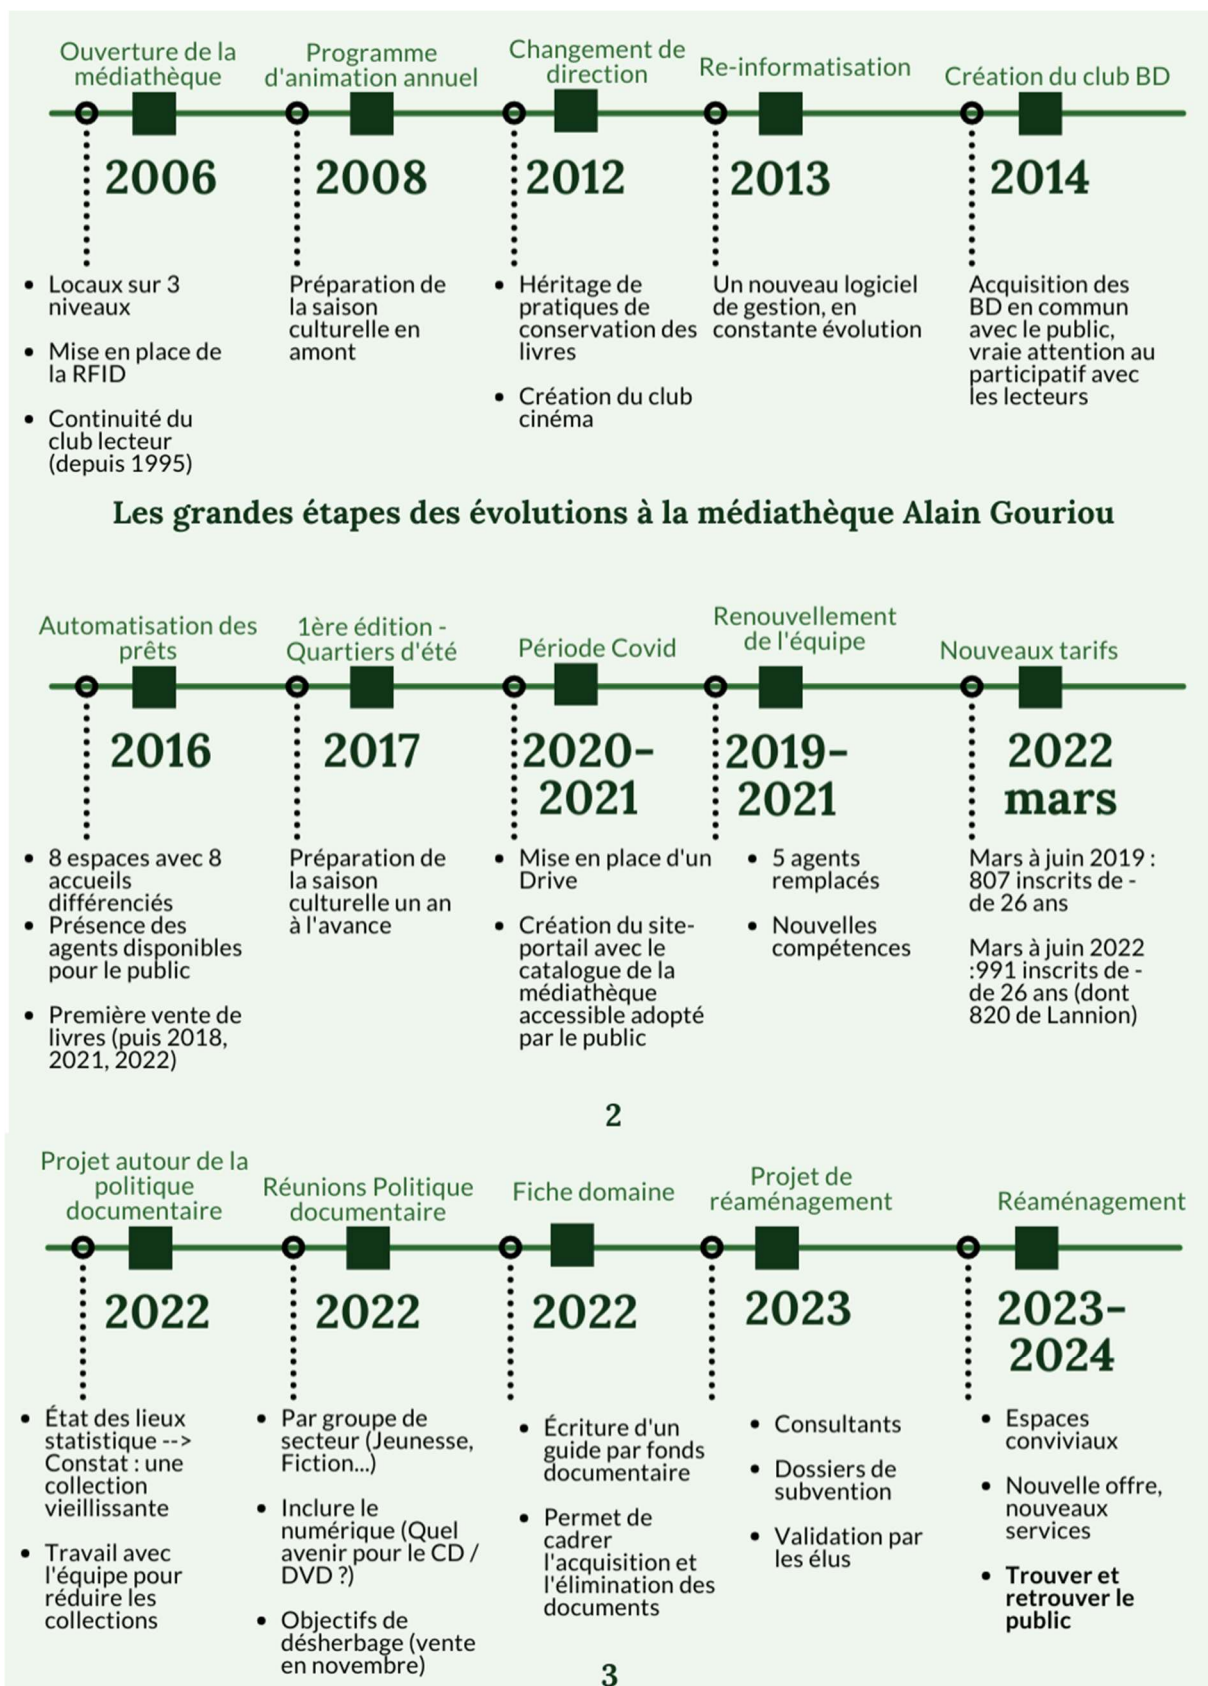 Ouverture de la
médiathèque
2006
• Locaux sur 3
niveaux
• Mise en place de
la RFID
• Continuité du
club lecteur
(depuis 1995)
Programme
d'animation annuel
2008
Préparation de
la saison
culturelle en
amont
Changement de
direction
2012
• Héritage de
pratiques de
conservation des
livres
• Création du club
cinéma
Re-informatisation
2013
Un nouveau logiciel
de gestion, en
constante évolution
Création du club BD
2014
Acquisition des
BD en commun
avec le public,
vraie attention au
participatif avec
les lecteurs
Les grandes étapes des évolutions à la médiathèque Alain Gouriou
Automatisation des
prêts
2016
• 8 espaces avec 8
accueils
différenciés
• Présence des
agents disponibles
pour le public
• Première vente de
livres (puis 2018,
2021, 2022)
1ère édition -
Quartiers d'été
2017
Préparation de
la saison
culturelle un an
à l'avance
Période Covid
2020-
2021
• Mise en place d'un
Drive
• Création du site-
portail avec le
catalogue de la
médiathèque
accessible adopté
par le public
Renouvellement
de l'équipe
2019-
2021
• 5 agents
remplacés
• Nouvelles
compétences
Nouveaux tarifs
2022
mars
Mars à juin 2019 :
807 inscrits de -
de 26 ans
Mars à juin 2022
:991 inscrits de -
de 26 ans (dont
820 de Lannion)
2
Projet autour de la
politique
documentaire
2022
• État des lieux
statistique -->
Constat : une
collection
vieillissante
• Travail avec
l'équipe pour
réduire les
collections
Réunions Politique
documentaire
2022
• Par groupe de
secteur (Jeunesse,
Fiction...)
• Inclure le
numérique (Quel
avenir pour le CD /
DVD ?)
• Objectifs de
désherbage (vente
en novembre)
Fiche domaine
2022
• Écriture d'un
guide par fonds
documentaire
• Permet de
cadrer
l'acquisition et
l'élimination des
documents
Projet de
réaménagement
2023
• Consultants
• Dossiers de
subvention
• Validation par
les élus
Réaménagement
2023-
2024
• Espaces
conviviaux
• Nouvelle offre,
nouveaux
services
• Trouver et
retrouver le
public
3